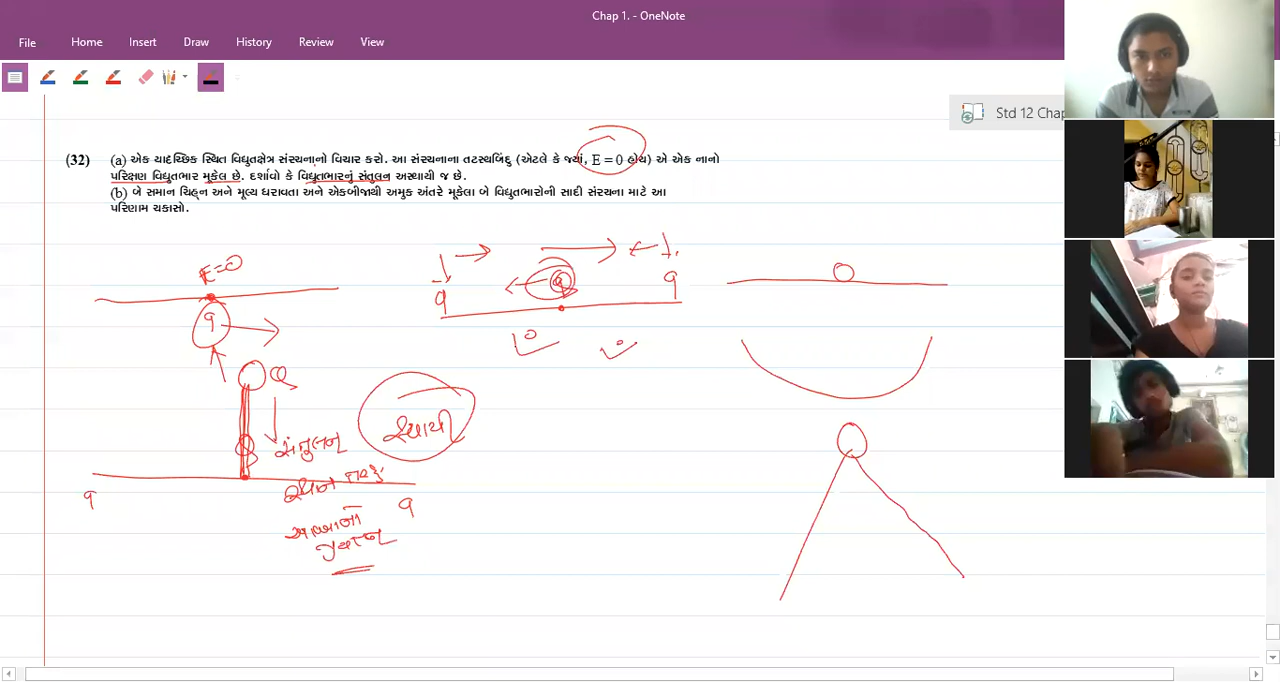 Chap 1. - OneNote
File Home Insert Draw History Review View
Std 12 Chap
(32) (a) એક યાદૃચ્છિક સ્થિત વિદ્યુતક્ષેત્ર સંરચનાનો વિચાર કરો. આ સંરચનાના તટસ્થબિંદુ (એટલે કે જ્યાં, E = 0 હોય) એ એક નાનો
પરિક્ષણ વિદ્યુતભાર મૂકેલ છે. દર્શાવો કે વિદ્યુતભારનું સંતુલન અસ્થાયી જ છે.
(b) બે સમાન ચિહ્ન અને મૂલ્ય ધરાવતા અને એકબીજાથી અમુક અંતરે મૂકેલા બે વિદ્યુતભારોની સાદી સંરચના માટે આ
પરિણામ ચકાસો.
E=0
q
q q q
Q
સંતુલન
સ્થાયી
સ્થાન તરફ
q q